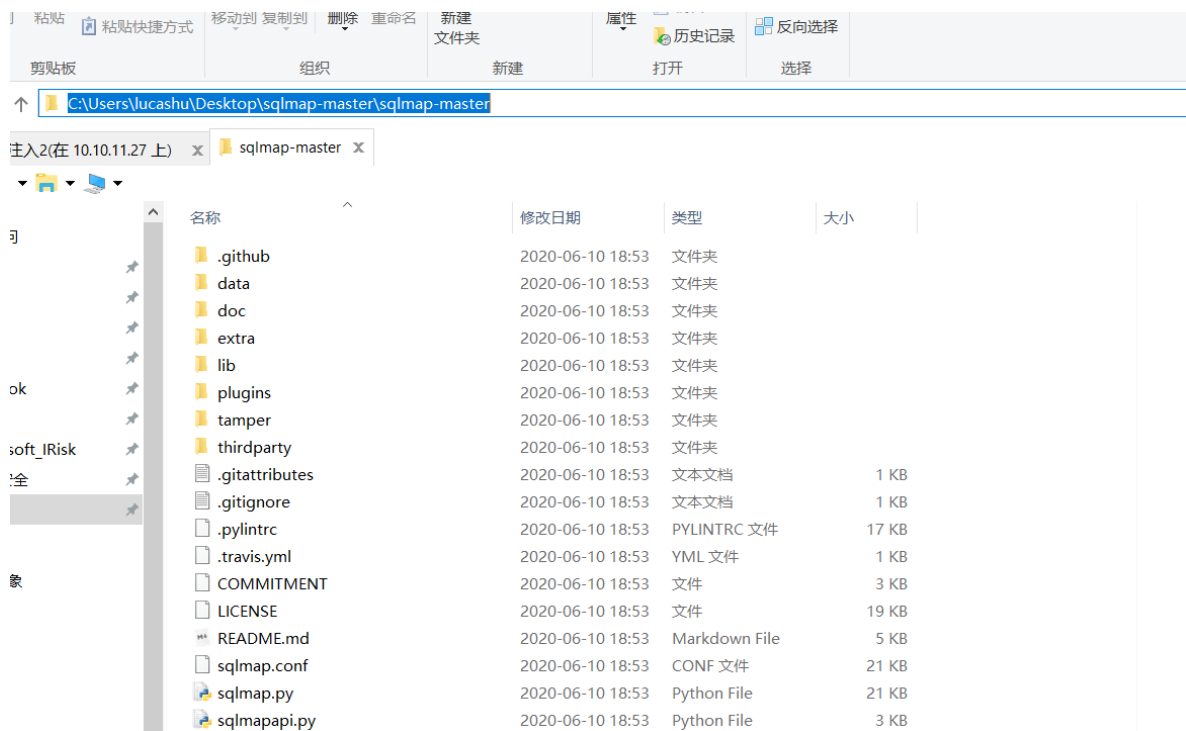 粘贴
粘贴快捷方式
移动到 复制到
删除 重命名
新建
文件夹
属性
历史记录
反向选择
剪贴板
组织
新建
打开
选择
C:\Users\lucashu\Desktop\sqlmap-master\sqlmap-master
注入2(在 10.10.11.27 上) x
sqlmap-master x
名称 修改日期 类型 大小
.github 2020-06-10 18:53 文件夹
data 2020-06-10 18:53 文件夹
doc 2020-06-10 18:53 文件夹
extra 2020-06-10 18:53 文件夹
lib 2020-06-10 18:53 文件夹
ok
plugins 2020-06-10 18:53 文件夹
tamper 2020-06-10 18:53 文件夹
soft_IRisk
thirdparty 2020-06-10 18:53 文件夹
全
.gitattributes 2020-06-10 18:53 文本文档 1 KB
.gitignore 2020-06-10 18:53 文本文档 1 KB
.pylintrc 2020-06-10 18:53 PYLINTRC 文件 17 KB
.travis.yml 2020-06-10 18:53 YML 文件 1 KB
象
COMMITMENT 2020-06-10 18:53 文件 3 KB
LICENSE 2020-06-10 18:53 文件 19 KB
README.md 2020-06-10 18:53 Markdown File 5 KB
sqlmap.conf 2020-06-10 18:53 CONF 文件 21 KB
sqlmap.py 2020-06-10 18:53 Python File 21 KB
sqlmapapi.py 2020-06-10 18:53 Python File 3 KB